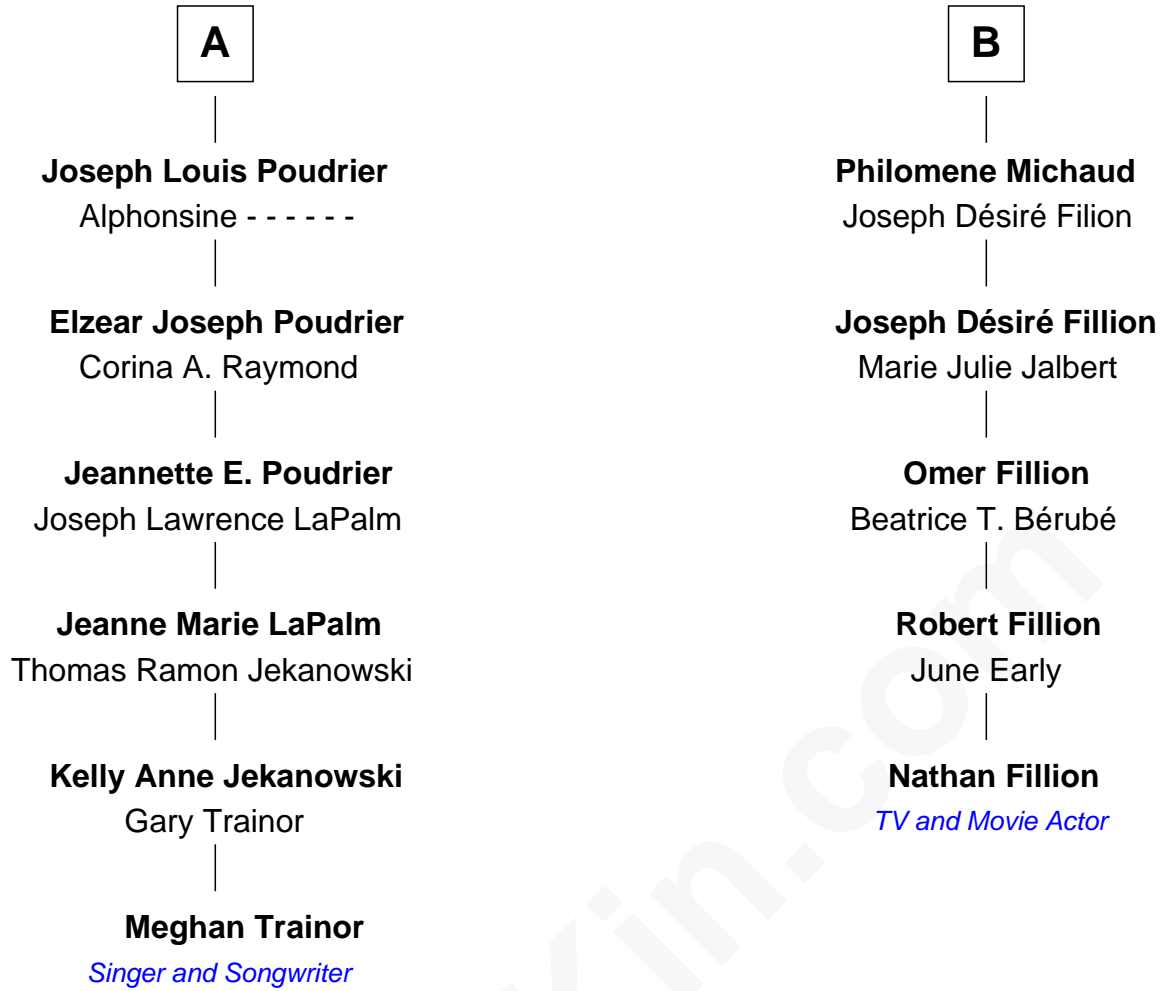 A
Joseph Louis Poudrier
Alphonsine - - - - - -
Elzear Joseph Poudrier
Corina A. Raymond
Jeannette E. Poudrier
Joseph Lawrence LaPalm
Jeanne Marie LaPalm
Thomas Ramon Jekanowski
Kelly Anne Jekanowski
Gary Trainor
Meghan Trainor
Singer and Songwriter
B
Philomene Michaud
Joseph Désiré Filion
Joseph Désiré Fillion
Marie Julie Jalbert
Omer Fillion
Beatrice T. Bérubé
Robert Fillion
June Early
Nathan Fillion
TV and Movie Actor
Kin.com